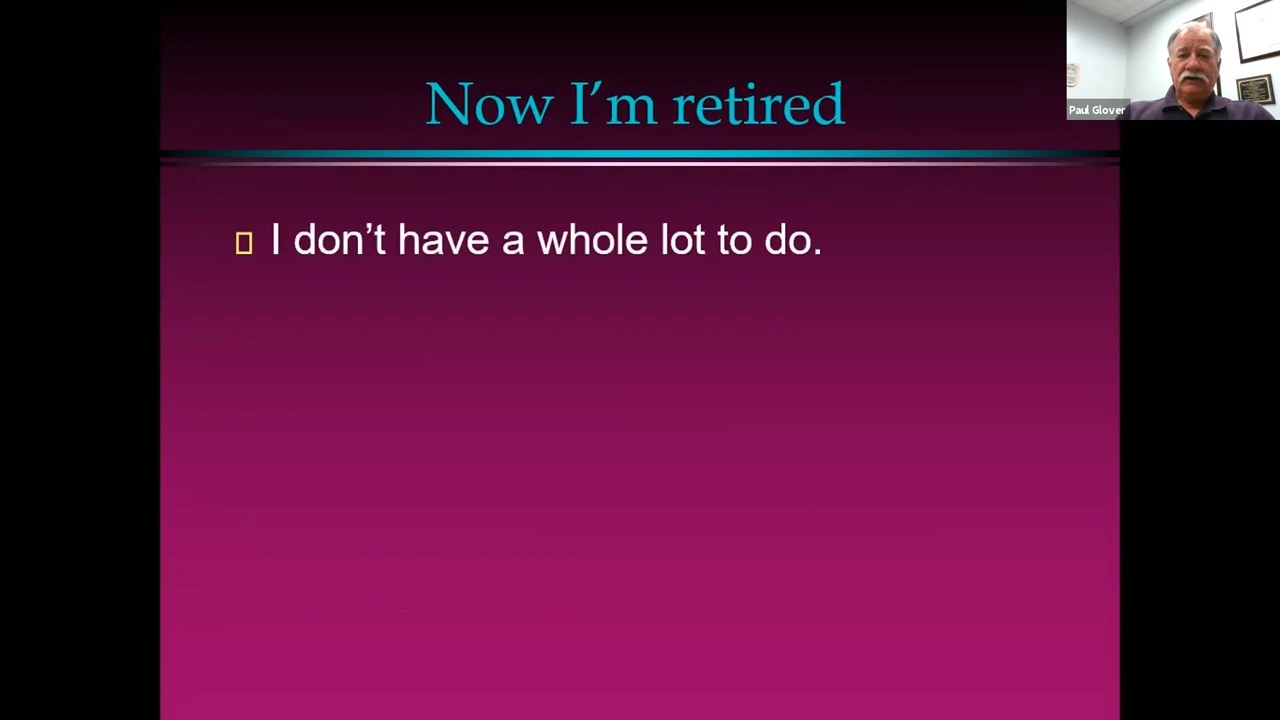 Now I’m retired
Paul Glover
I don’t have a whole lot to do.